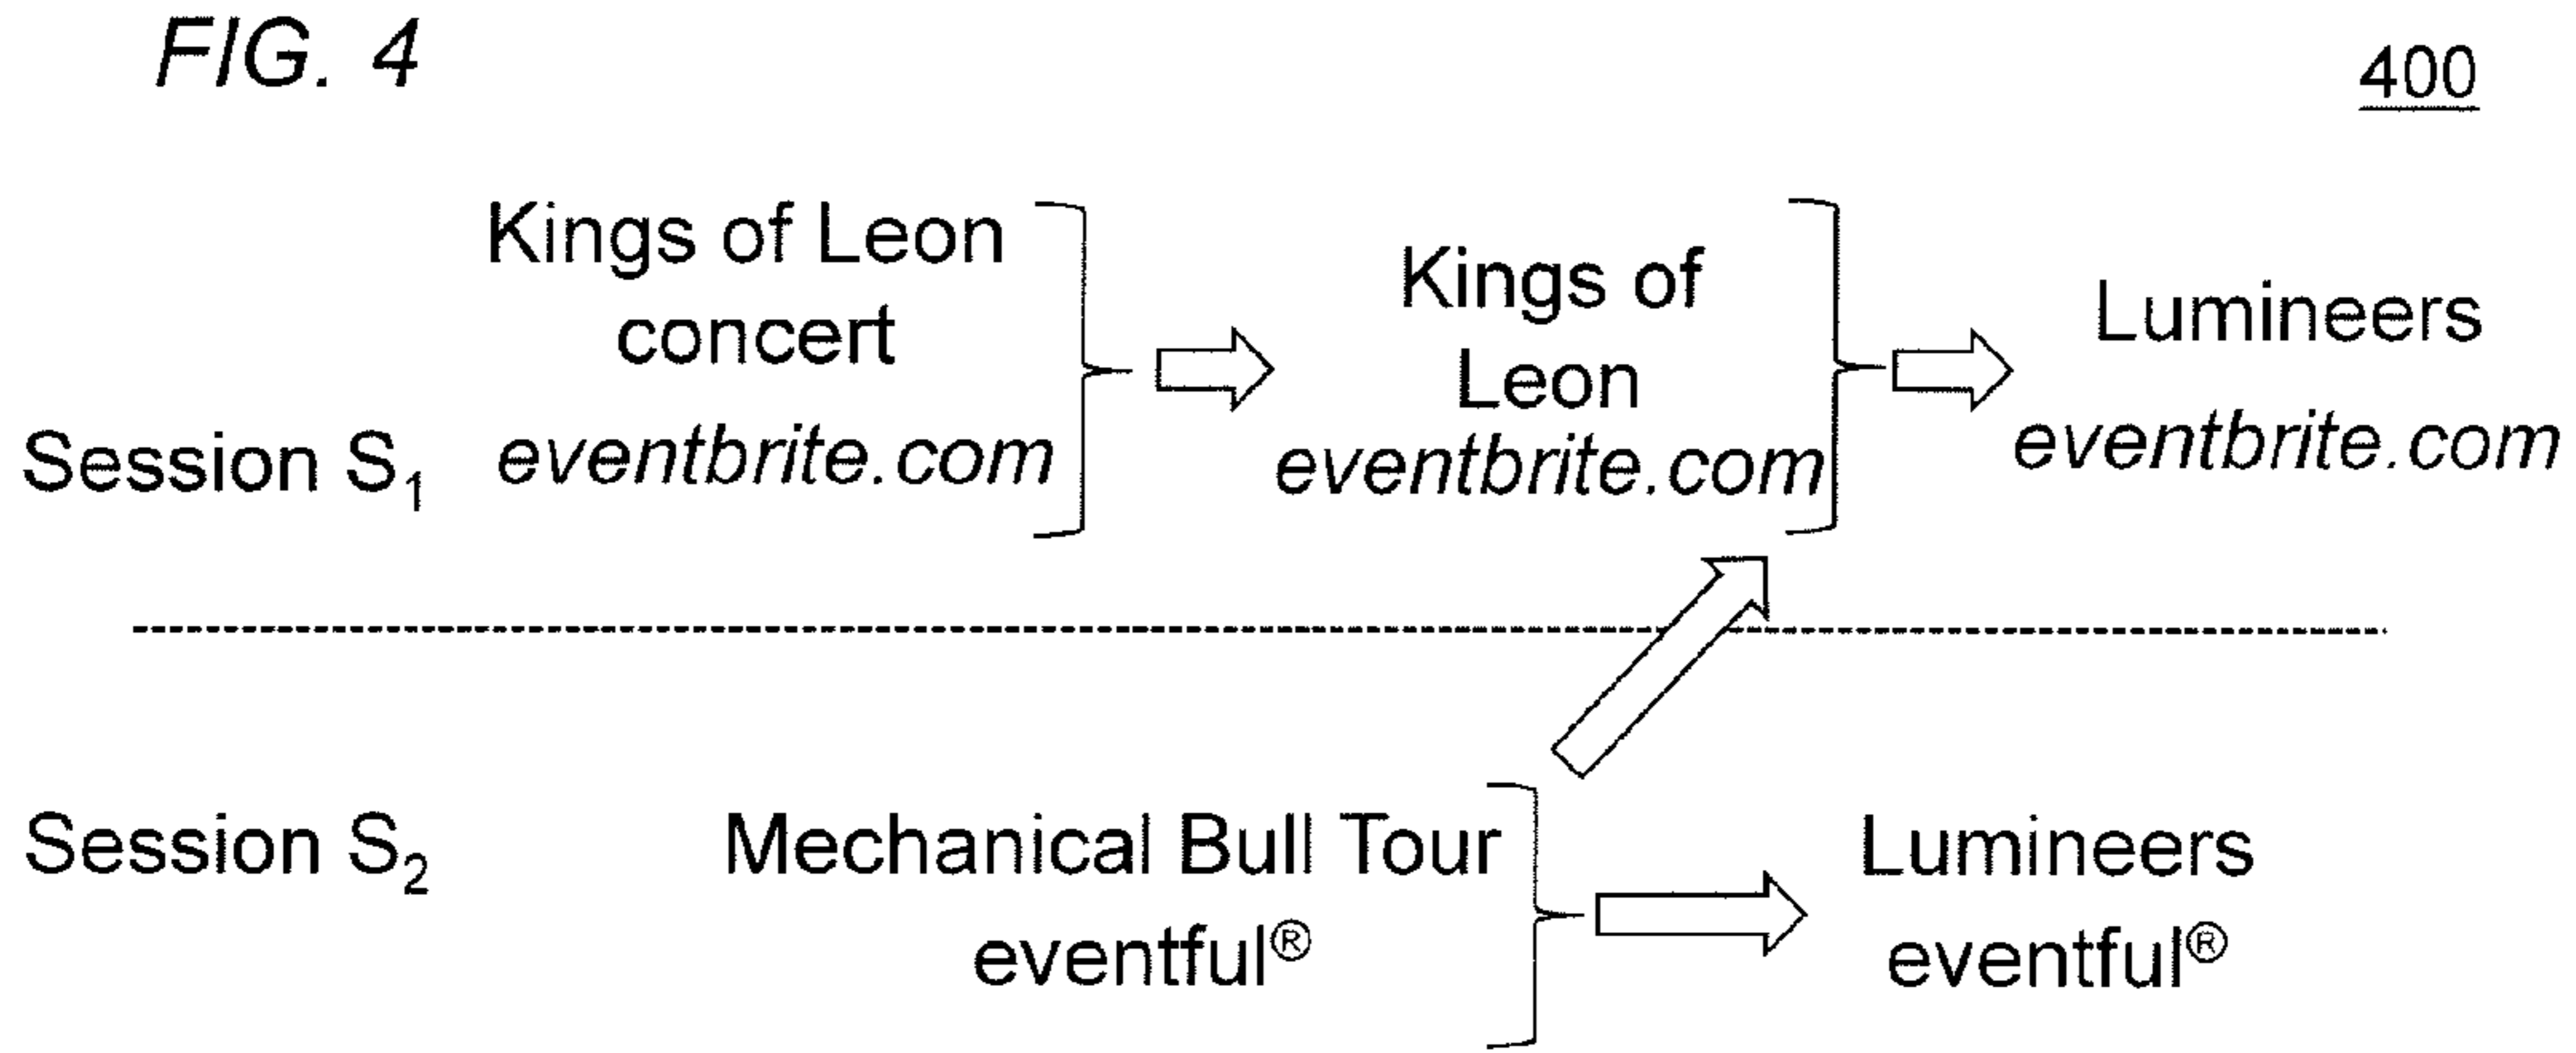 FIG. 4
400
Kings of Leon
concert
eventbrite.com
Kings of
Leon
eventbrite.com
Lumineers
eventbrite.com
Session S₁
Session S₂
Mechanical Bull Tour
eventful®
Lumineers
eventful®